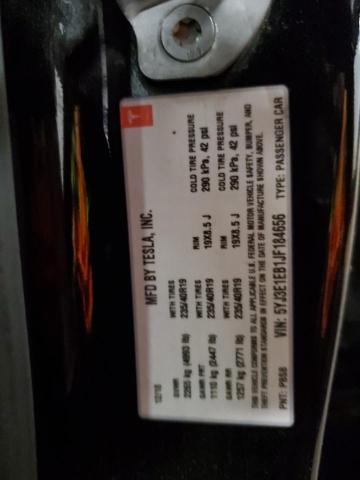 MFD BY TESLA, INC.
12/18
GVWR
2265 kg (4993 lb)
GAWR FRT WITH TIRES RIM COLD TIRE PRESSURE
1110 kg (2447 lb) 235/40R19 19X8.5 J 290 kPa, 42 psi
GAWR RR WITH TIRES RIM COLD TIRE PRESSURE
1257 kg (2771 lb) 235/40R19 19X8.5 J 290 kPa, 42 psi
THIS VEHICLE CONFORMS TO ALL APPLICABLE U.S. FEDERAL MOTOR VEHICLE SAFETY, BUMPER, AND
THEFT PREVENTION STANDARDS IN EFFECT ON THE DATE OF MANUFACTURE SHOWN ABOVE.
VIN: 5YJ3E1EB1JF184656 TYPE: PASSENGER CAR
PNT: PBSB